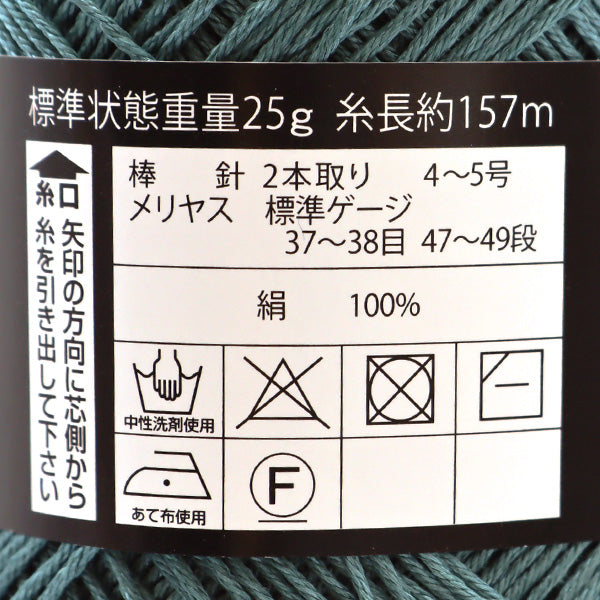 標準状態重量25g 糸長約157m
糸口 矢印の方向に芯側から
糸を引き出して下さい
棒 針 2本取り 4～5号
メリヤス 標準ゲージ
37～38目 47～49段
絹 100%
中性洗剤使用
あて布使用
F